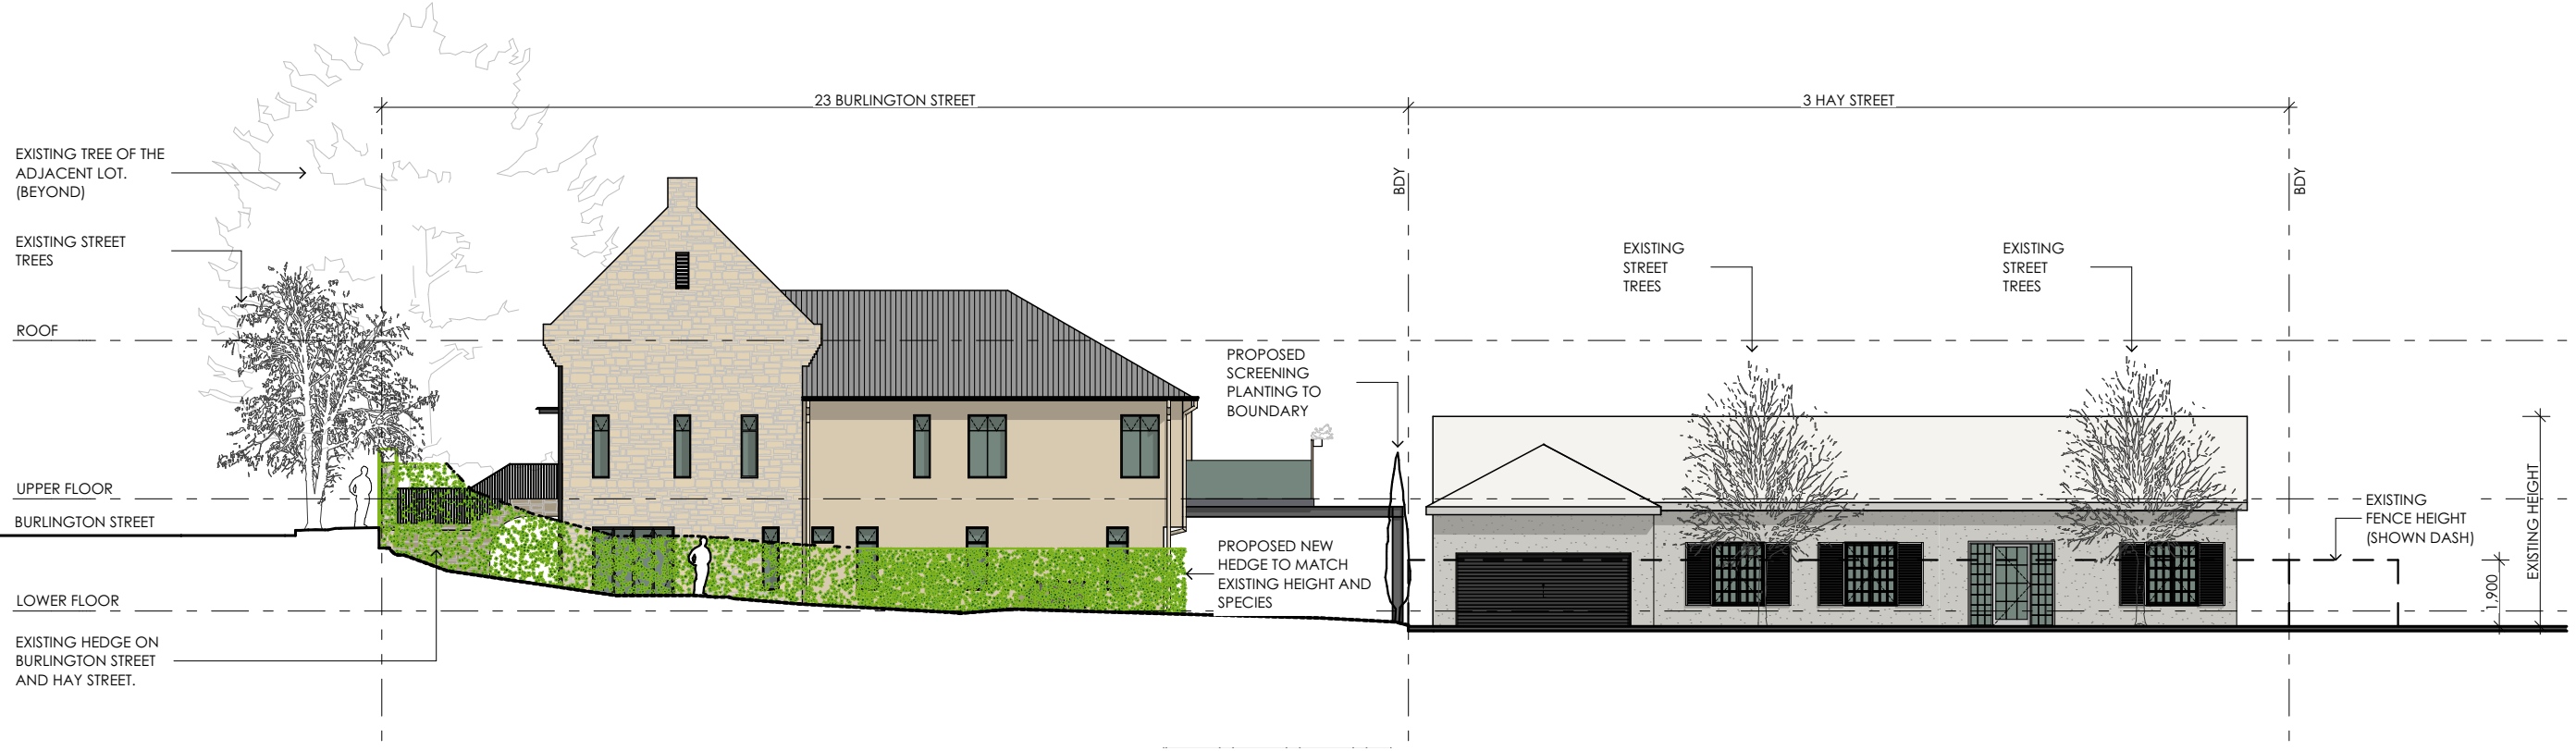 23 BURLINGTON STREET
3 HAY STREET
EXISTING TREE OF THE
ADJACENT LOT.
(BEYOND)
BDY
BDY
EXISTING STREET
TREES
EXISTING
STREET
TREES
EXISTING
STREET
TREES
ROOF
PROPOSED
SCREENING
PLANTING TO
BOUNDARY
UPPER FLOOR
BURLINGTON STREET
EXISTING
FENCE HEIGHT
(SHOWN DASH)
EXISTING HEIGHT
1,900
PROPOSED NEW
HEDGE TO MATCH
EXISTING HEIGHT AND
SPECIES
LOWER FLOOR
EXISTING HEDGE ON
BURLINGTON STREET
AND HAY STREET.